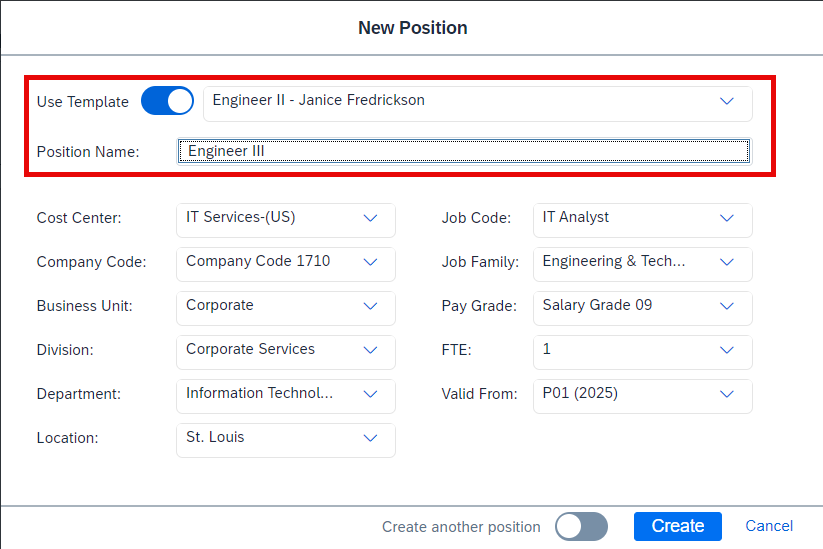 New Position
Use Template Engineer II - Janice Fredrickson
Position Name: Engineer III
Cost Center: IT Services-(US) Job Code: IT Analyst
Company Code: Company Code 1710 Job Family: Engineering & Tech...
Business Unit: Corporate Pay Grade: Salary Grade 09
Division: Corporate Services FTE: 1
Department: Information Technol... Valid From: P01 (2025)
Location: St. Louis
Create another position Create Cancel